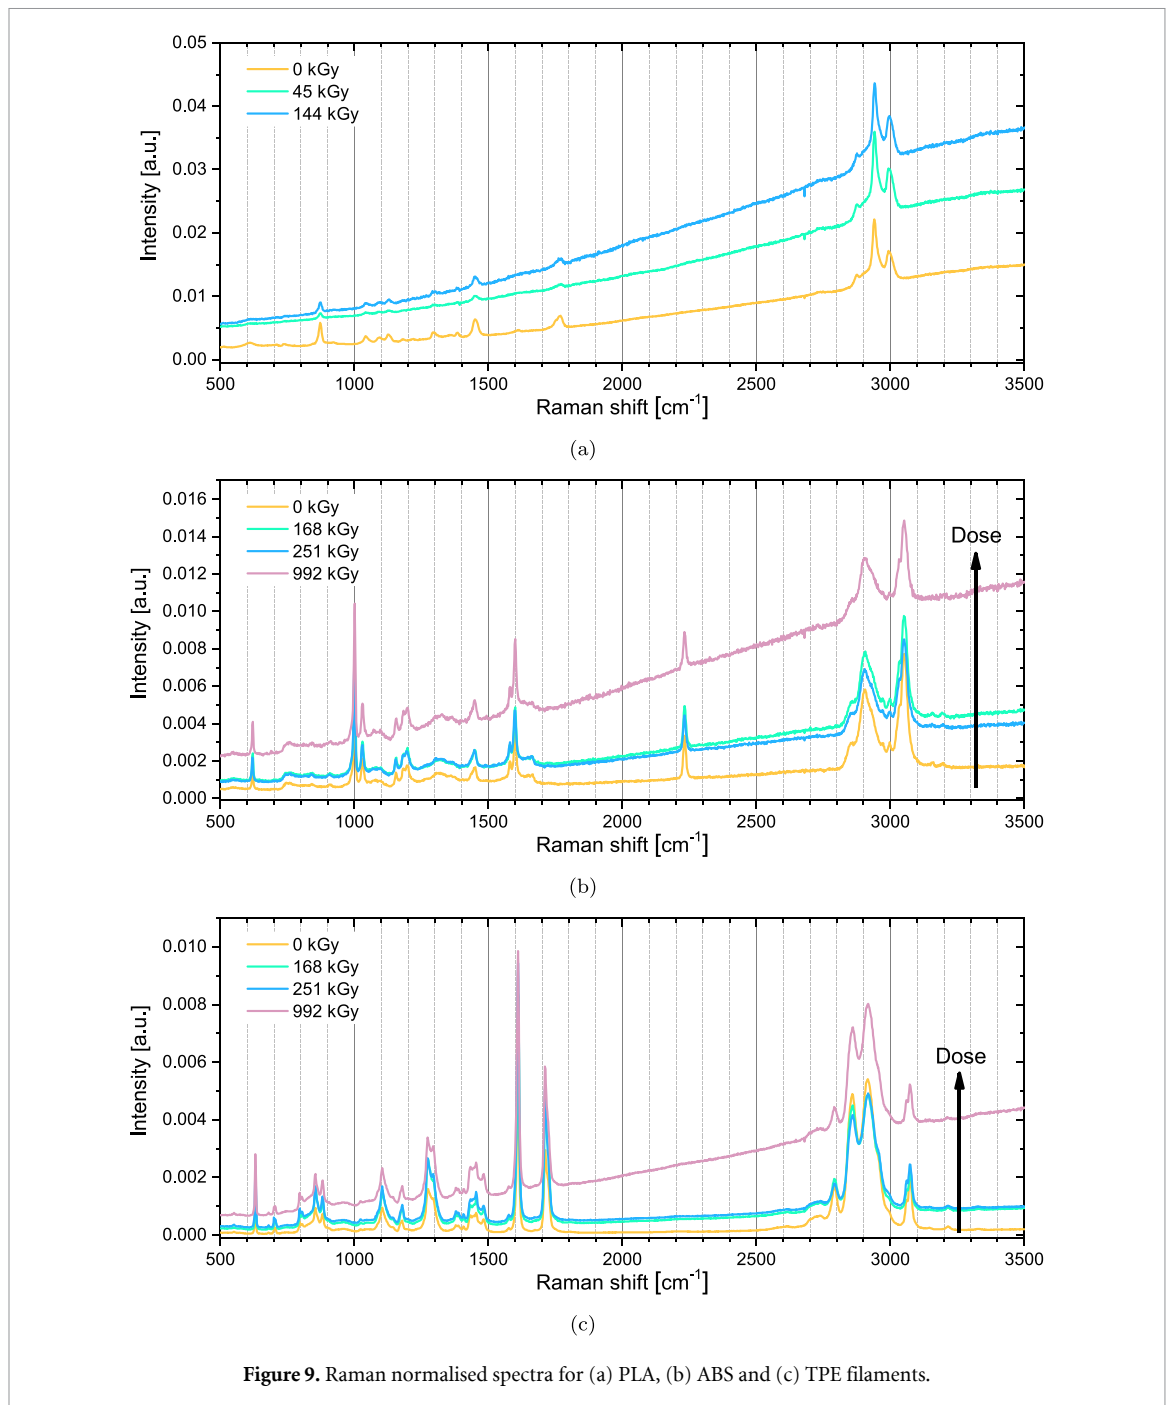 0.05
0.04
0.03
0.02
0.01
0.00
Intensity [a.u.]
0 kGy
45 kGy
144 kGy
500 1000 1500 2000 2500 3000 3500
Raman shift [cm⁻¹]
(a)
0.016
0.014
0.012
0.010
0.008
0.006
0.004
0.002
0.000
Intensity [a.u.]
0 kGy
168 kGy
251 kGy
992 kGy
Dose
500 1000 1500 2000 2500 3000 3500
Raman shift [cm⁻¹]
(b)
0.010
0.008
0.006
0.004
0.002
0.000
Intensity [a.u.]
0 kGy
168 kGy
251 kGy
992 kGy
Dose
500 1000 1500 2000 2500 3000 3500
Raman shift [cm⁻¹]
(c)
Figure 9. Raman normalised spectra for (a) PLA, (b) ABS and (c) TPE filaments.